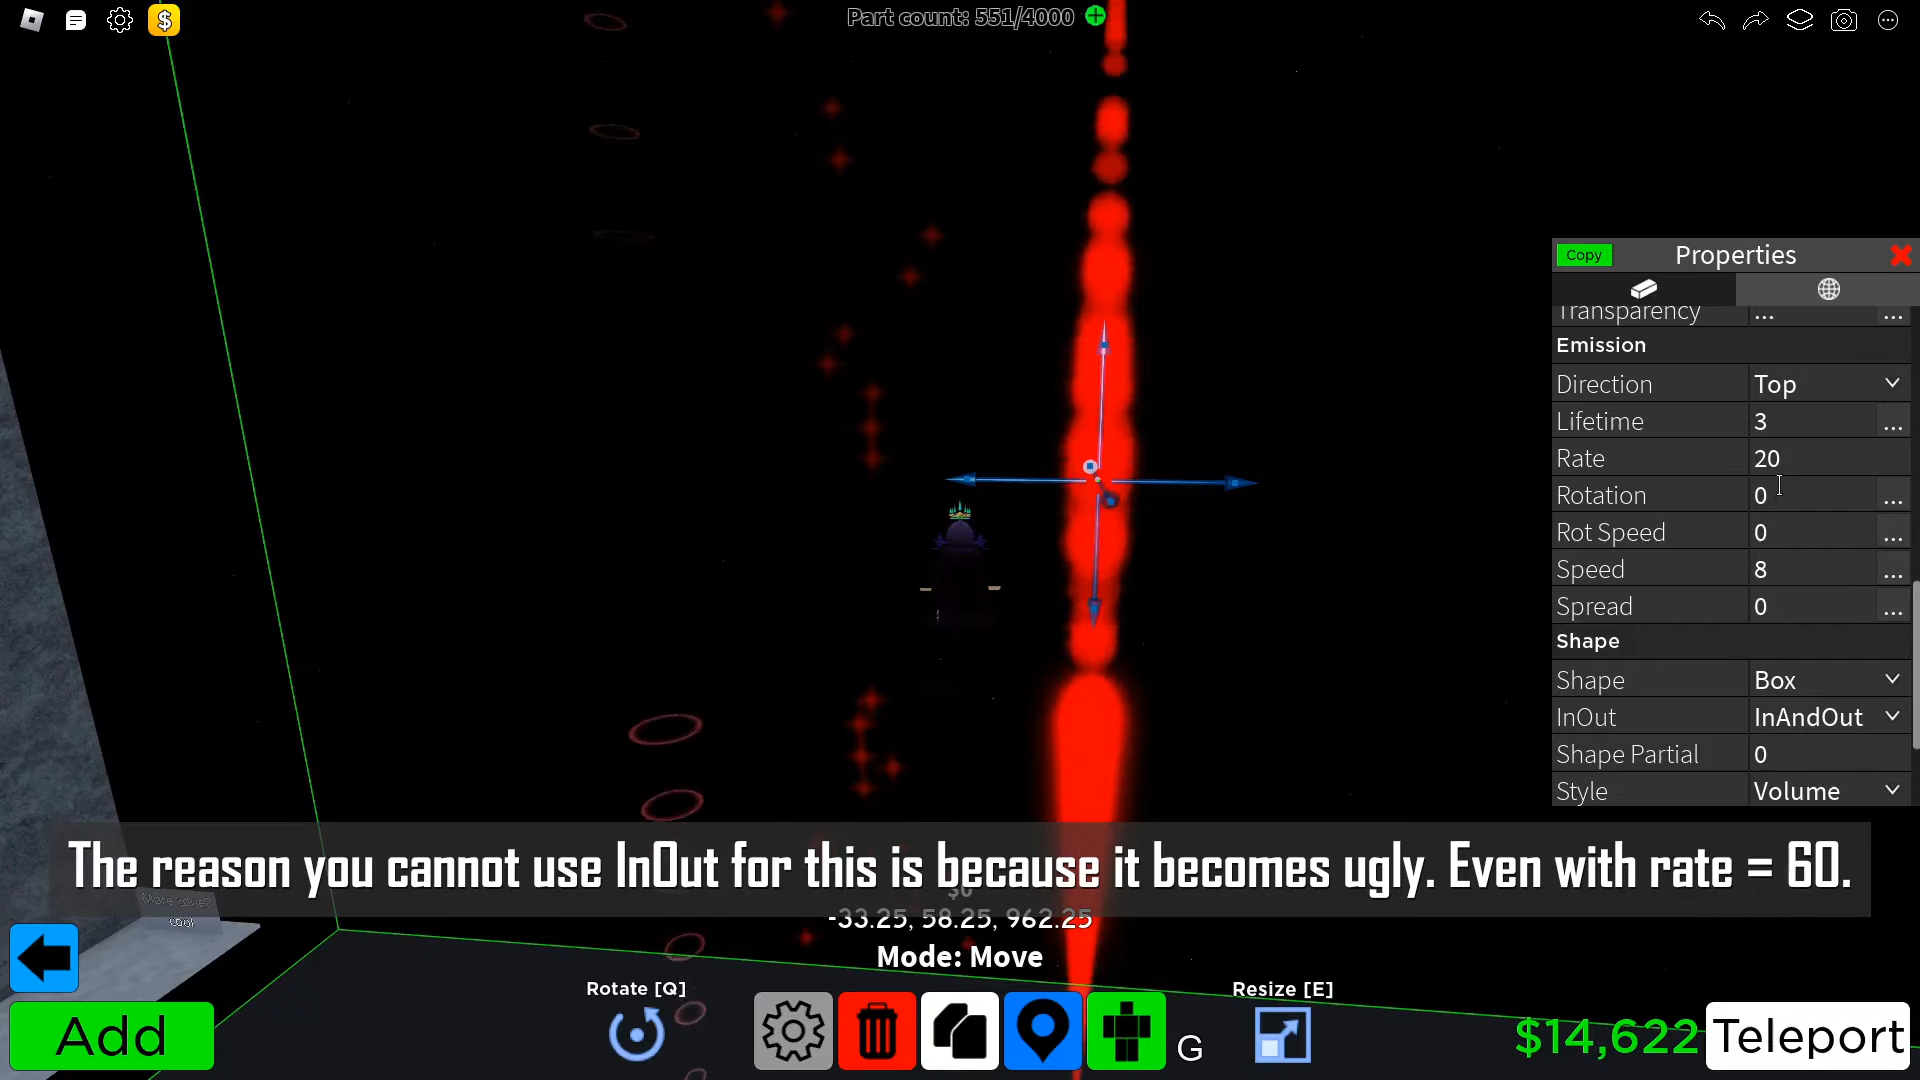 Part count: 551/4000
Copy
Properties
Transparency ... ...
Emission
Direction Top
Lifetime 3 ...
Rate 20
Rotation 0 ...
Rot Speed 0 ...
Speed 8 ...
Spread 0 ...
Shape
Shape Box
InOut InAndOut
Shape Partial 0
Style Volume
The reason you cannot use InOut for this is because it becomes ugly. Even with rate = 60.
cool
$0
-33.25, 58.25, 962.25
Mode: Move
Rotate [Q]
Resize [E]
Add
G
$14,622
Teleport